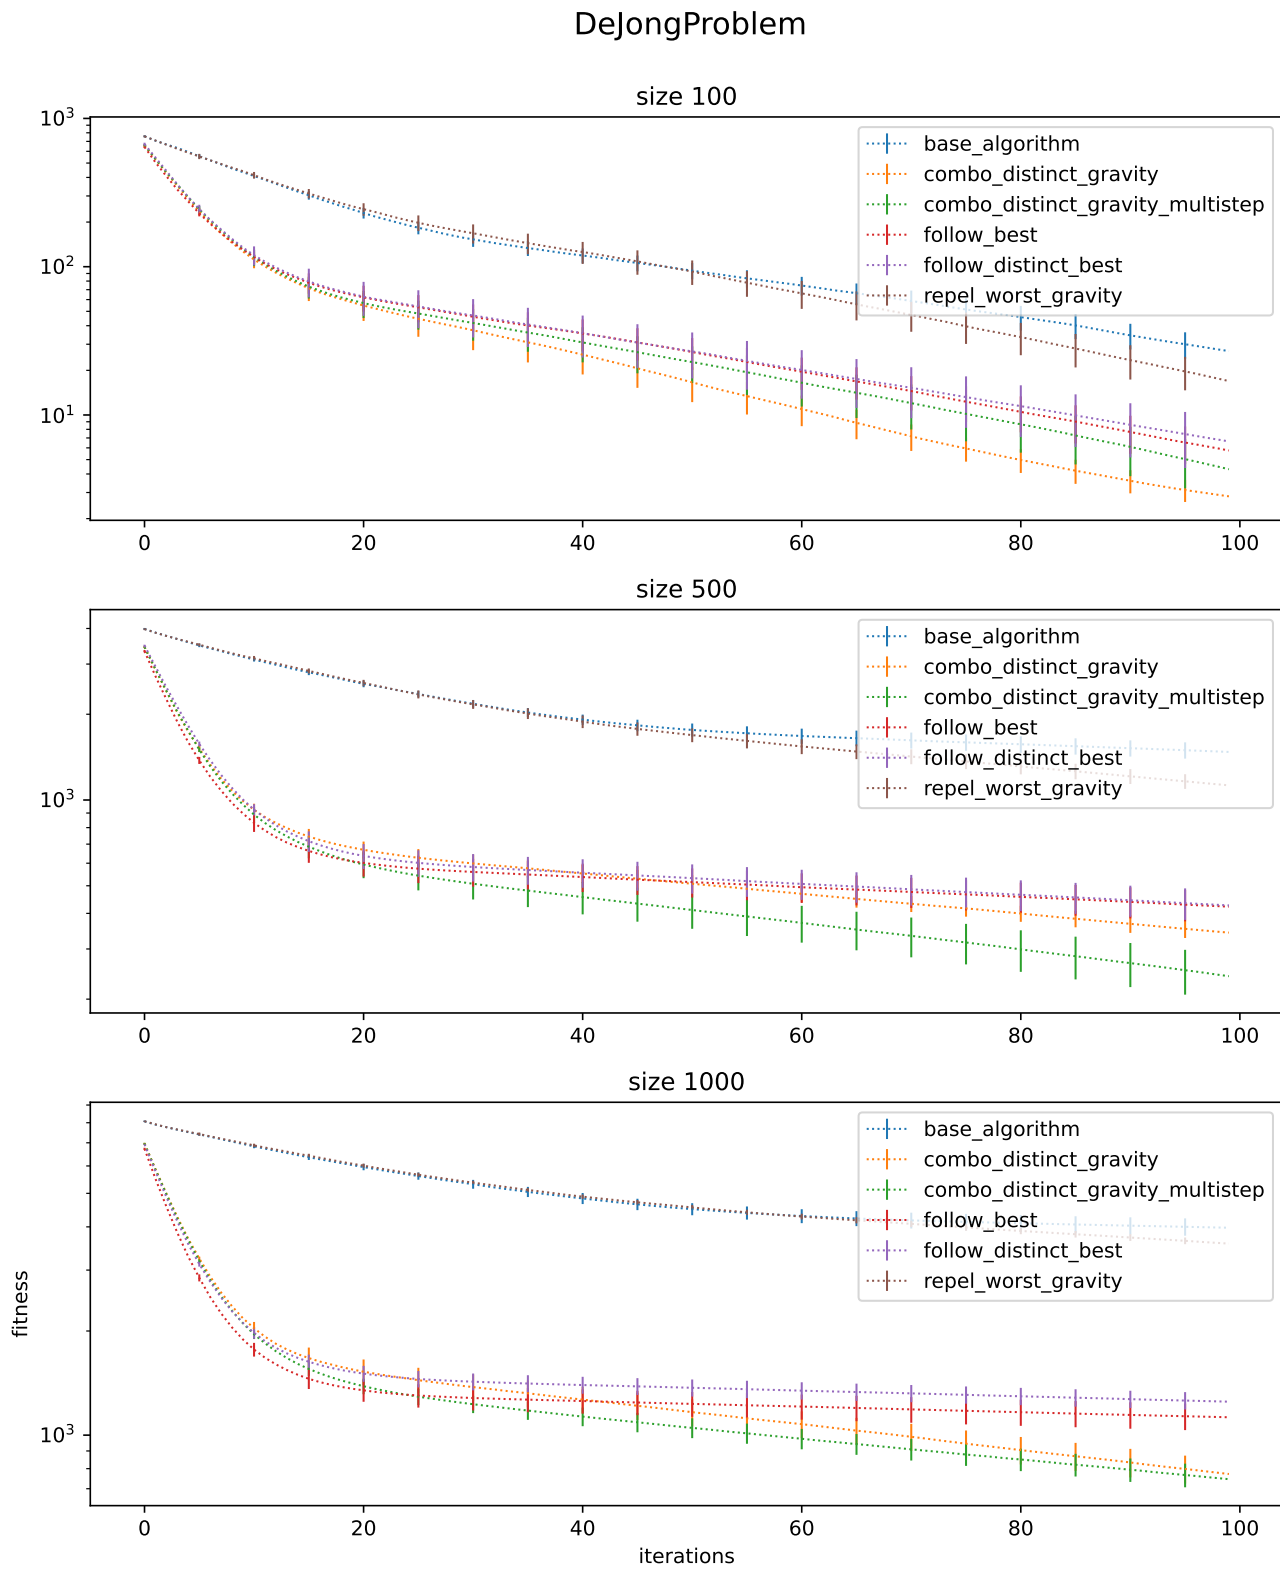 DeJongProblem
size 100
10³
10²
10¹
base_algorithm
combo_distinct_gravity
combo_distinct_gravity_multistep
follow_best
follow_distinct_best
repel_worst_gravity
0 20 40 60 80 100
size 500
10³
base_algorithm
combo_distinct_gravity
combo_distinct_gravity_multistep
follow_best
follow_distinct_best
repel_worst_gravity
0 20 40 60 80 100
size 1000
fitness
10³
base_algorithm
combo_distinct_gravity
combo_distinct_gravity_multistep
follow_best
follow_distinct_best
repel_worst_gravity
0 20 40 60 80 100
iterations